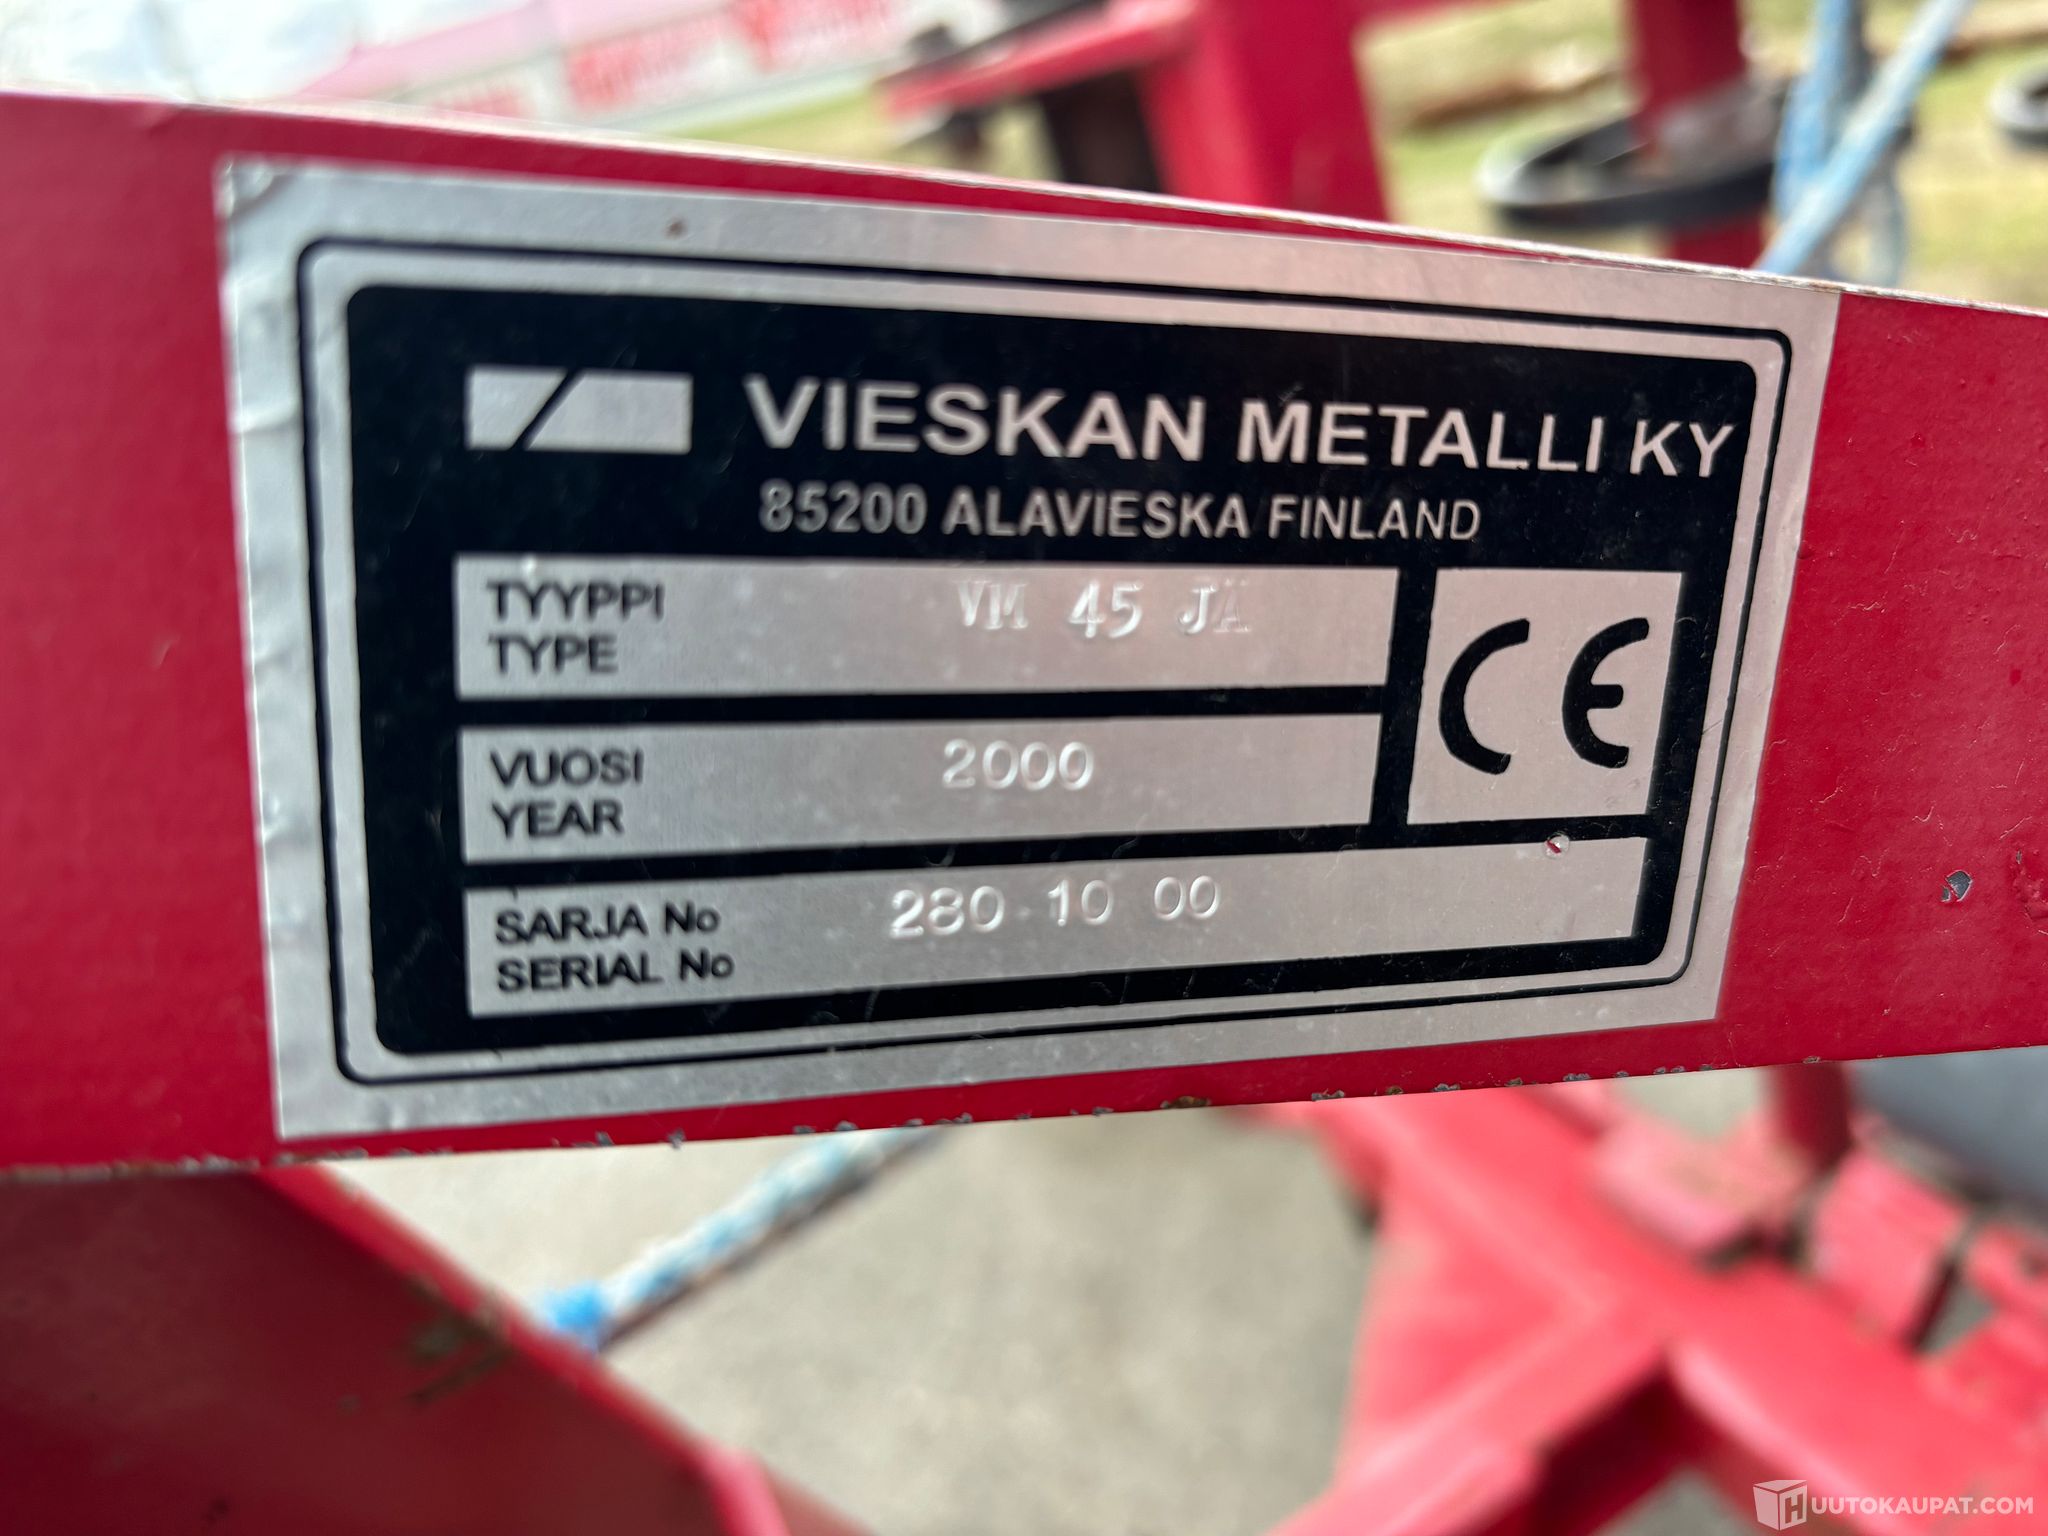 VIESKAN METALLI KY
85200 ALAVIESKA FINLAND
TYYPPI VM 45 JÄ
TYPE
VUOSI 2000
YEAR
CE
SARJA No 280 10 00
SERIAL No
HUUTOKAUPAT.COM